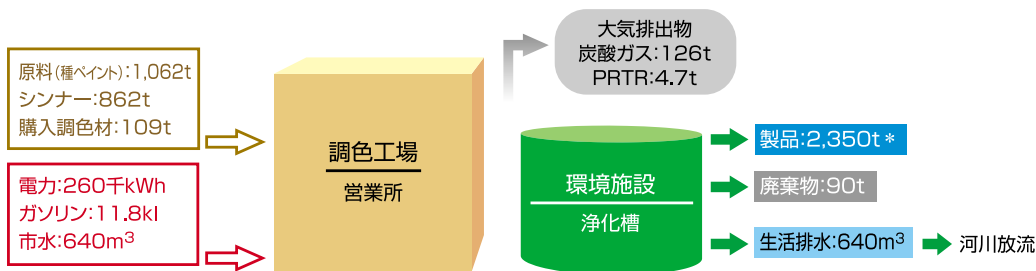 原料(種ペイント):1,062t
シンナー:862t
購入調色材:109t
電力:260千kWh
ガソリン:11.8kl
市水:640m³
調色工場
営業所
大気排出物
炭酸ガス:126t
PRTR:4.7t
環境施設
浄化槽
製品:2,350t*
廃棄物:90t
生活排水:640m³
河川放流